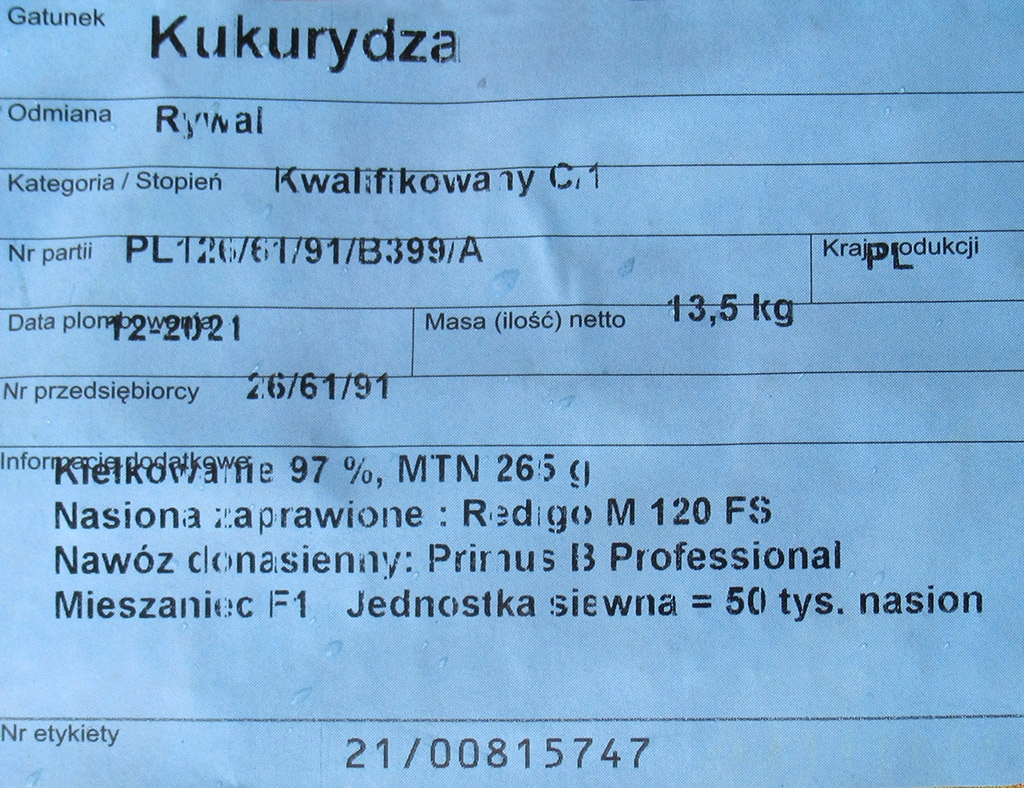 Gatunek Kukurydza
Odmiana Rywal
Kategoria / Stopień Kwalifikowany C/1
Nr partii PL126/61/91/B399/A Kraj produkcji PL
Data plombowania 12-2021 Masa (ilość) netto 13,5 kg
Nr przedsiębiorcy 26/61/91
Informacje dodatkowe
Kiełkowanie 97 %, MTN 265 g
Nasiona zaprawione : Redigo M 120 FS
Nawóz donasienny: Primus B Professional
Mieszaniec F1 Jednostka siewna = 50 tys. nasion
Nr etykiety 21/00815747